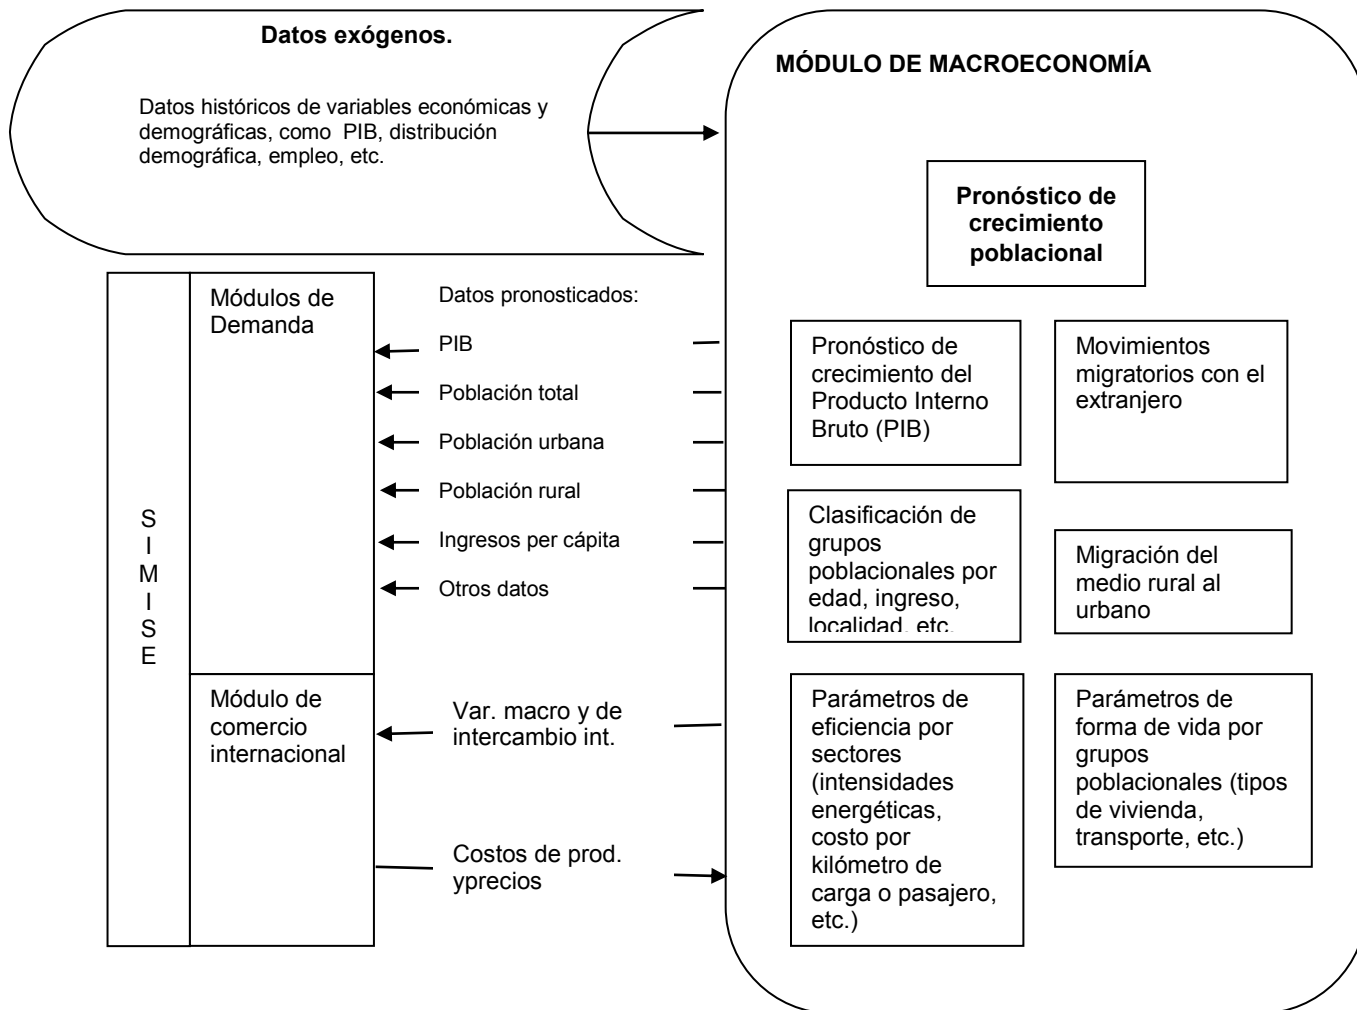 Datos exógenos.
Datos históricos de variables económicas y
demográficas, como PIB, distribución
demográfica, empleo, etc.
MÓDULO DE MACROECONOMÍA
Pronóstico de
crecimiento
poblacional
S
I
M
I
S
E
Módulos de
Demanda
Datos pronosticados:
PIB
Población total
Población urbana
Población rural
Ingresos per cápita
Otros datos
Pronóstico de
crecimiento del
Producto Interno
Bruto (PIB)
Movimientos
migratorios con el
extranjero
Clasificación de
grupos
poblacionales por
edad, ingreso,
localidad, etc.
Migración del
medio rural al
urbano
Módulo de
comercio
internacional
Var. macro y de
intercambio int.
Costos de prod.
yprecios
Parámetros de
eficiencia por
sectores
(intensidades
energéticas,
costo por
kilómetro de
carga o pasajero,
etc.)
Parámetros de
forma de vida por
grupos
poblacionales (tipos
de vivienda,
transporte, etc.)